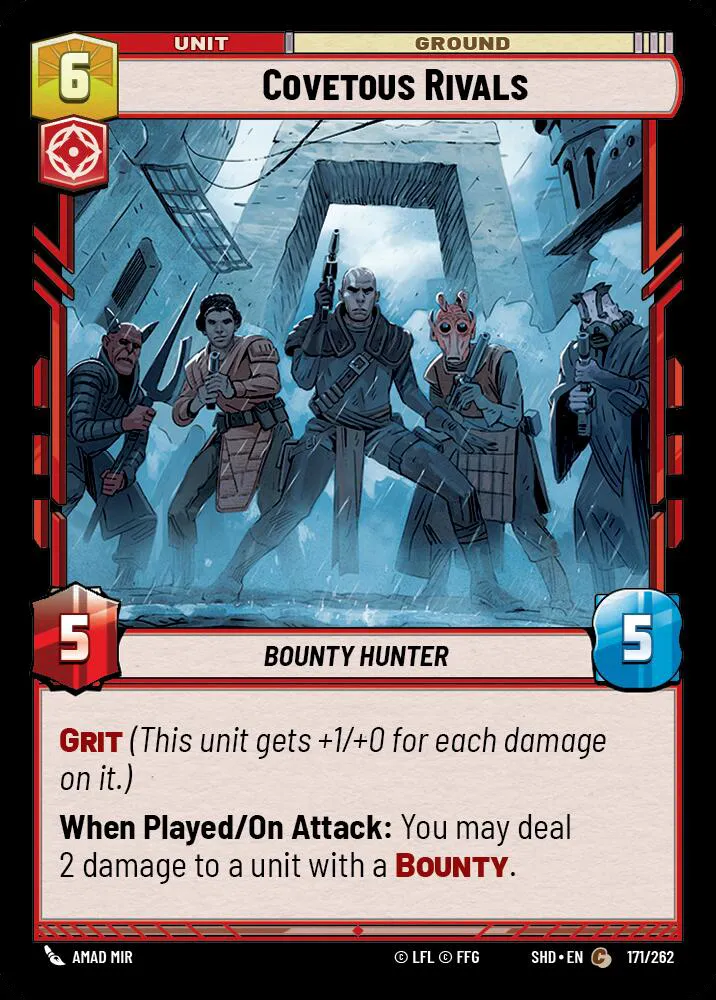 UNIT
GROUND
6
COVETOUS RIVALS
5
BOUNTY HUNTER
5
GRIT (This unit gets +1/+0 for each damage
on it.)
When Played/On Attack: You may deal
2 damage to a unit with a BOUNTY.
AMAD MIR
© LFL © FFG
SHD • EN
C
171/262